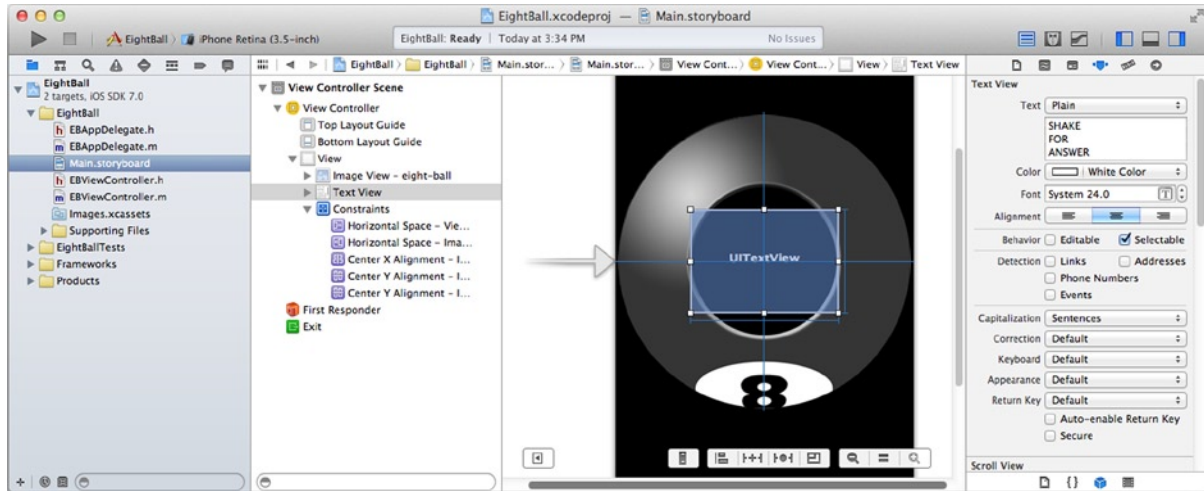 EightBall.xcodeproj — Main.storyboard
EightBall 〉 iPhone Retina (3.5-inch)
EightBall: Ready | Today at 3:34 PM
No Issues
EightBall 〉 EightBall 〉 Main.stor... 〉 Main.stor... 〉 View Cont... 〉 View Cont... 〉 View 〉 Text View
EightBall
2 targets, iOS SDK 7.0
EightBall
h EBAppDelegate.h
m EBAppDelegate.m
Main.storyboard
h EBViewController.h
m EBViewController.m
Images.xcassets
Supporting Files
EightBallTests
Frameworks
Products
View Controller Scene
View Controller
Top Layout Guide
Bottom Layout Guide
View
Image View – eight-ball
Text View
Constraints
Horizontal Space – Vie...
Horizontal Space – Ima...
Center X Alignment – I...
Center Y Alignment – I...
Center Y Alignment – I...
First Responder
Exit
UITextView
8
Text View
Text Plain
SHAKE
FOR
ANSWER
Color White Color
Font System 24.0
Alignment
Behavior Editable Selectable
Detection Links Addresses
Phone Numbers
Events
Capitalization Sentences
Correction Default
Keyboard Default
Appearance Default
Return Key Default
Auto-enable Return Key
Secure
Scroll View